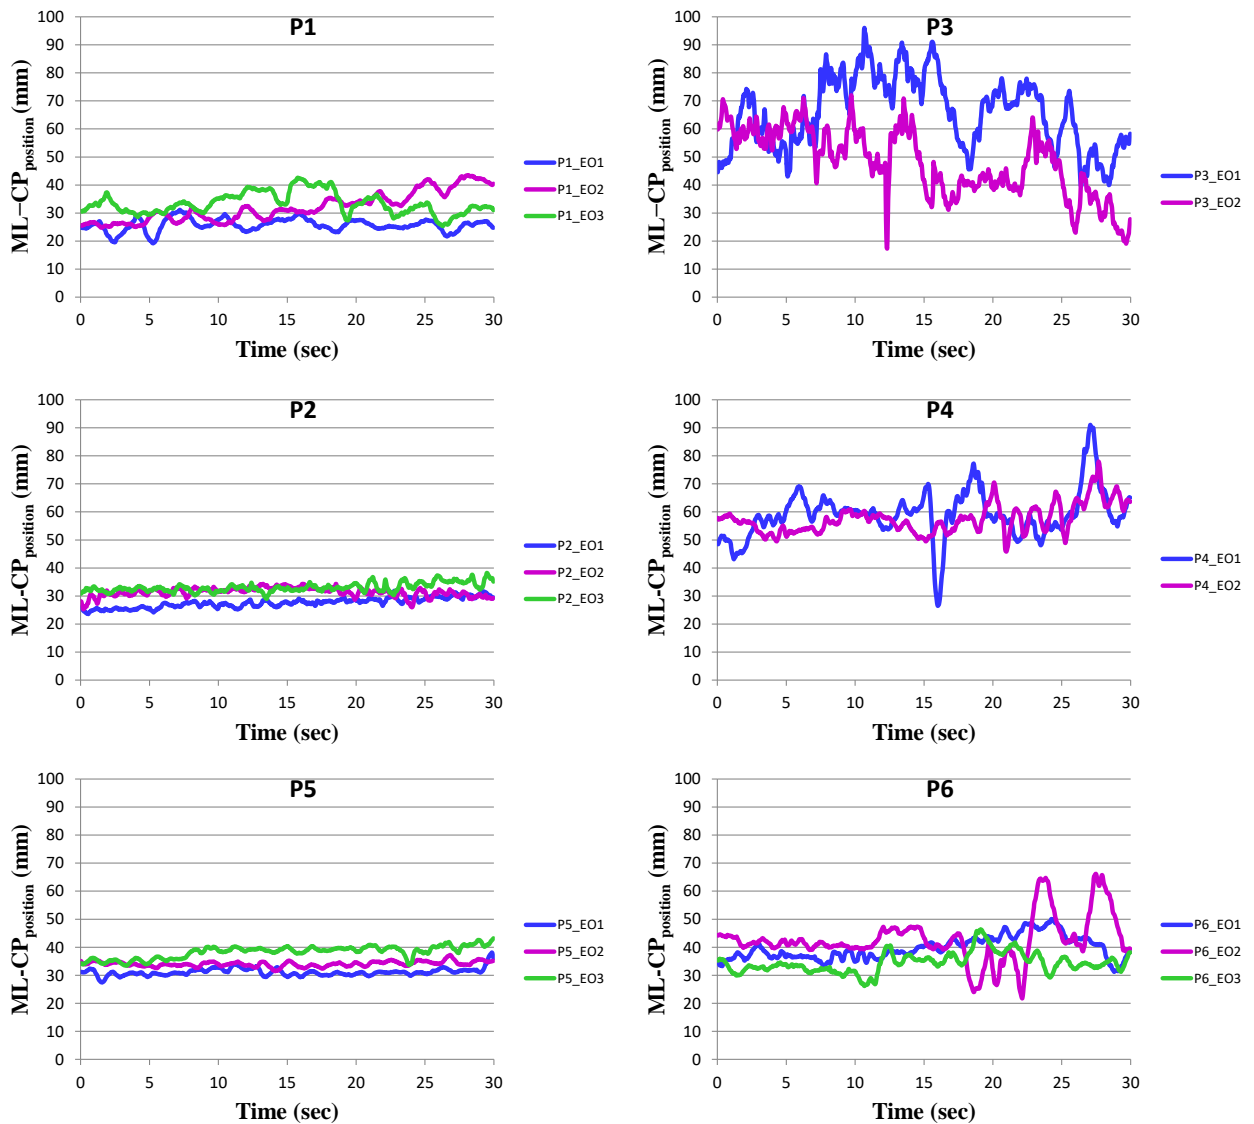 P1
ML–CPposition (mm)
100
90
80
70
60
50
40
30
20
10
0
0 5 10 15 20 25 30
Time (sec)
P1_EO1
P1_EO2
P1_EO3
P3
ML–CPposition (mm)
100
90
80
70
60
50
40
30
20
10
0
0 5 10 15 20 25 30
Time (sec)
P3_EO1
P3_EO2
P2
ML-CPposition (mm)
100
90
80
70
60
50
40
30
20
10
0
0 5 10 15 20 25 30
Time (sec)
P2_EO1
P2_EO2
P2_EO3
P4
ML-CPposition (mm)
100
90
80
70
60
50
40
30
20
10
0
0 5 10 15 20 25 30
Time (sec)
P4_EO1
P4_EO2
P5
ML-CPposition (mm)
100
90
80
70
60
50
40
30
20
10
0
0 5 10 15 20 25 30
Time (sec)
P5_EO1
P5_EO2
P5_EO3
P6
ML-CPposition (mm)
100
90
80
70
60
50
40
30
20
10
0
0 5 10 15 20 25 30
Time (sec)
P6_EO1
P6_EO2
P6_EO3